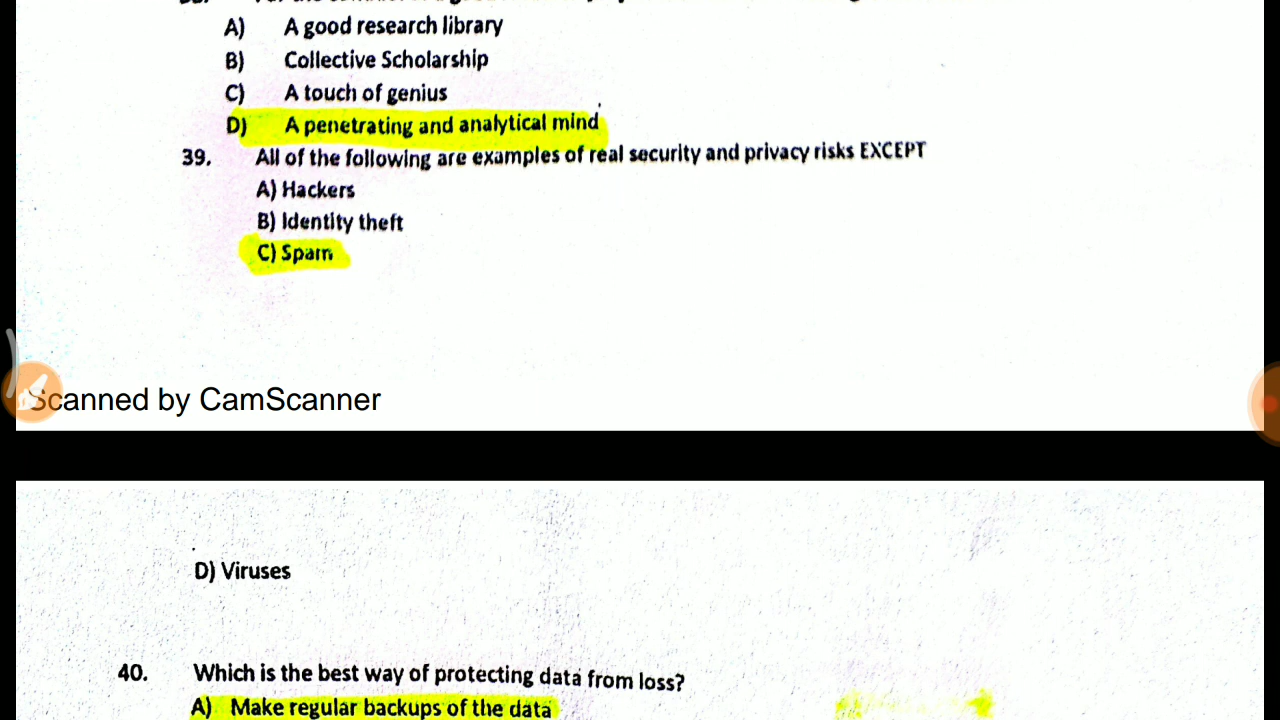 A) A good research library
B) Collective Scholarship
C) A touch of genius
D) A penetrating and analytical mind
39. All of the following are examples of real security and privacy risks EXCEPT
A) Hackers
B) Identity theft
C) Spam
Scanned by CamScanner
D) Viruses
40. Which is the best way of protecting data from loss?
A) Make regular backups of the data